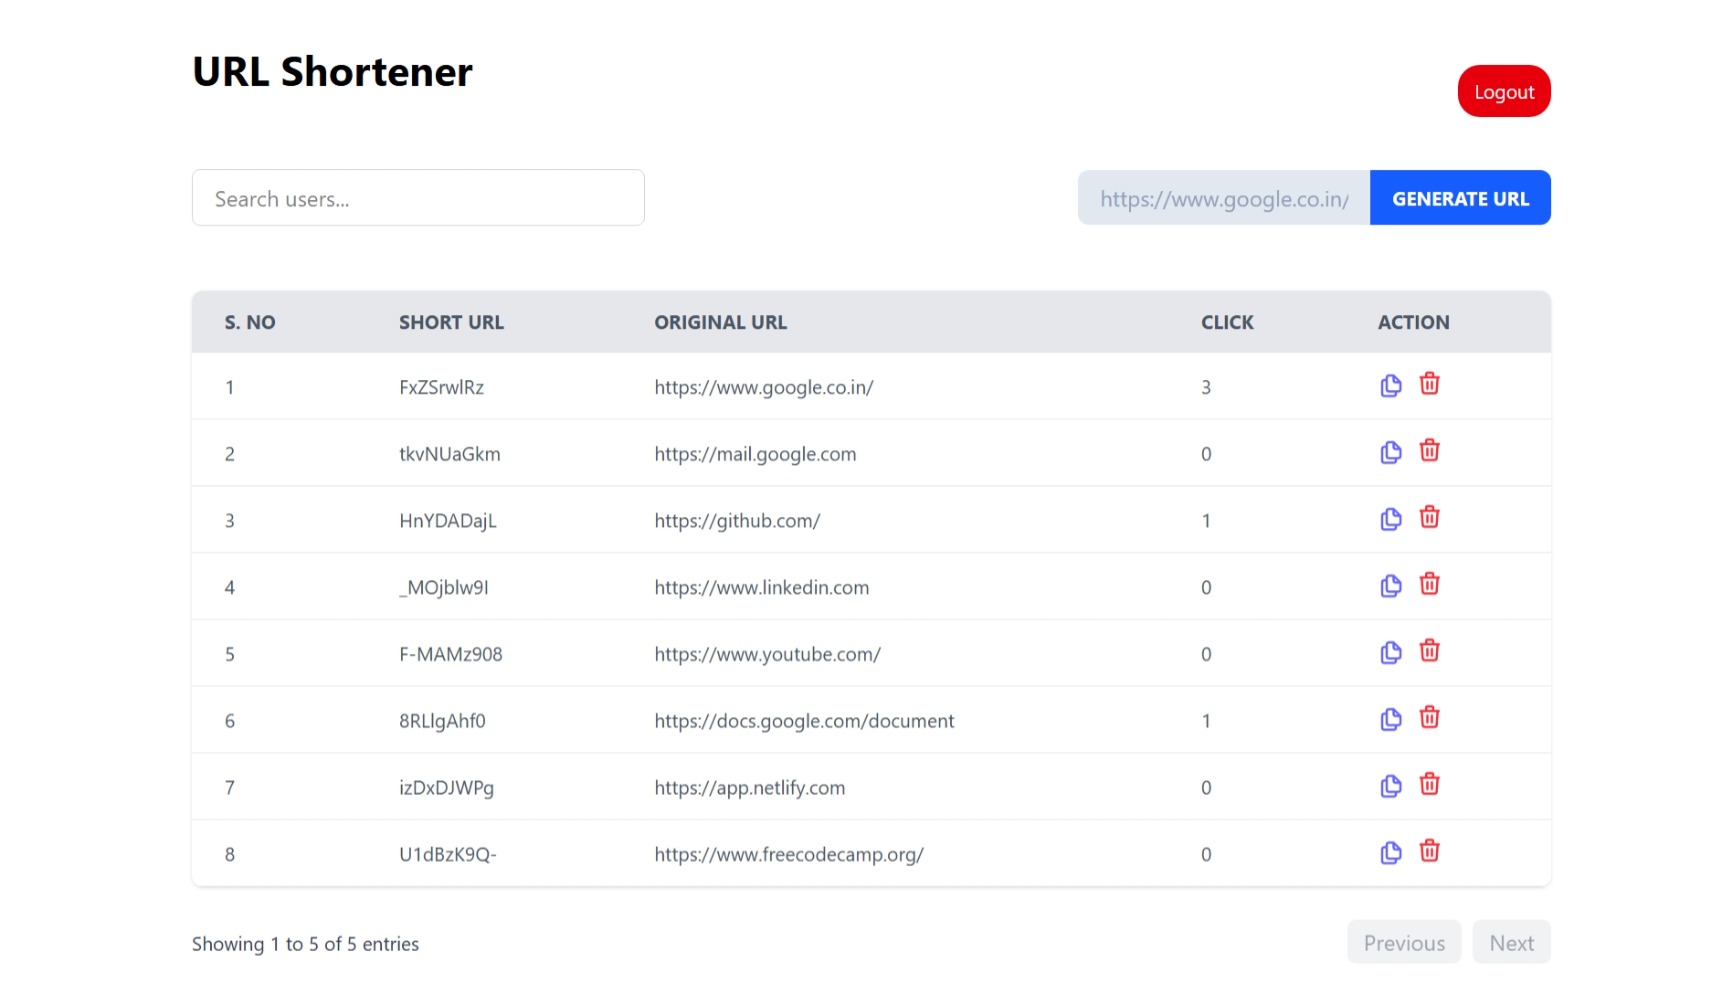 URL Shortener
Logout
Search users...
https://www.google.co.in/ GENERATE URL
S. NO SHORT URL ORIGINAL URL CLICK ACTION
1 FxZSrwlRz https://www.google.co.in/ 3
2 tkvNUaGkm https://mail.google.com 0
3 HnYDADajL https://github.com/ 1
4 _MOjblw9I https://www.linkedin.com 0
5 F-MAMz908 https://www.youtube.com/ 0
6 8RLlgAhf0 https://docs.google.com/document 1
7 izDxDJWPg https://app.netlify.com 0
8 U1dBzK9Q- https://www.freecodecamp.org/ 0
Showing 1 to 5 of 5 entries
Previous Next